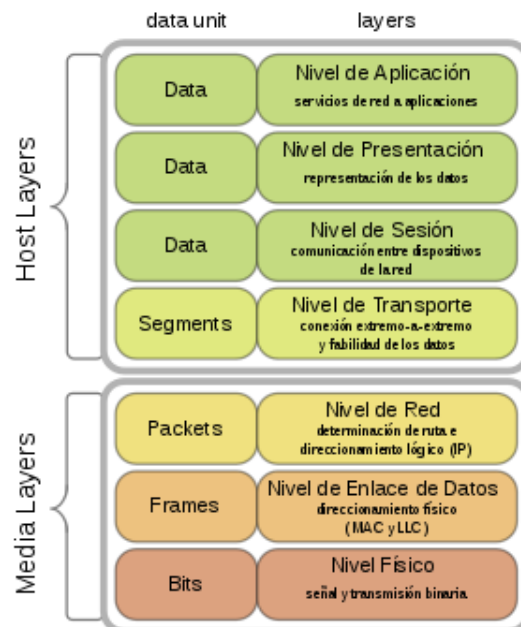 data unit layers
Host Layers
Data Nivel de Aplicación
servicios de red a aplicaciones
Data Nivel de Presentación
representación de los datos
Data Nivel de Sesión
comunicación entre dispositivos
de la red
Segments Nivel de Transporte
conexión extremo-a-extremo
y fabilidad de los datos
Media Layers
Packets Nivel de Red
determinación de ruta e
direccionamiento lógico (IP)
Frames Nivel de Enlace de Datos
direccionamiento físico
(MAC y LLC)
Bits Nivel Físico
señal y transmisión binaria